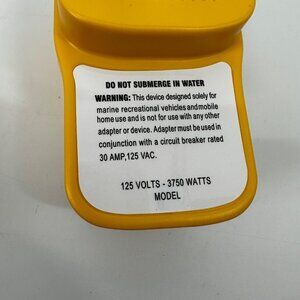 DO NOT SUBMERGE IN WATER
WARNING: This device designed solely for
marine recreational vehicles and mobile
home use and is not for use with any other
adapter or device. Adapter must be used in
conjunction with a circuit breaker rated
30 AMP,125 VAC.
125 VOLTS - 3750 WATTS
MODEL